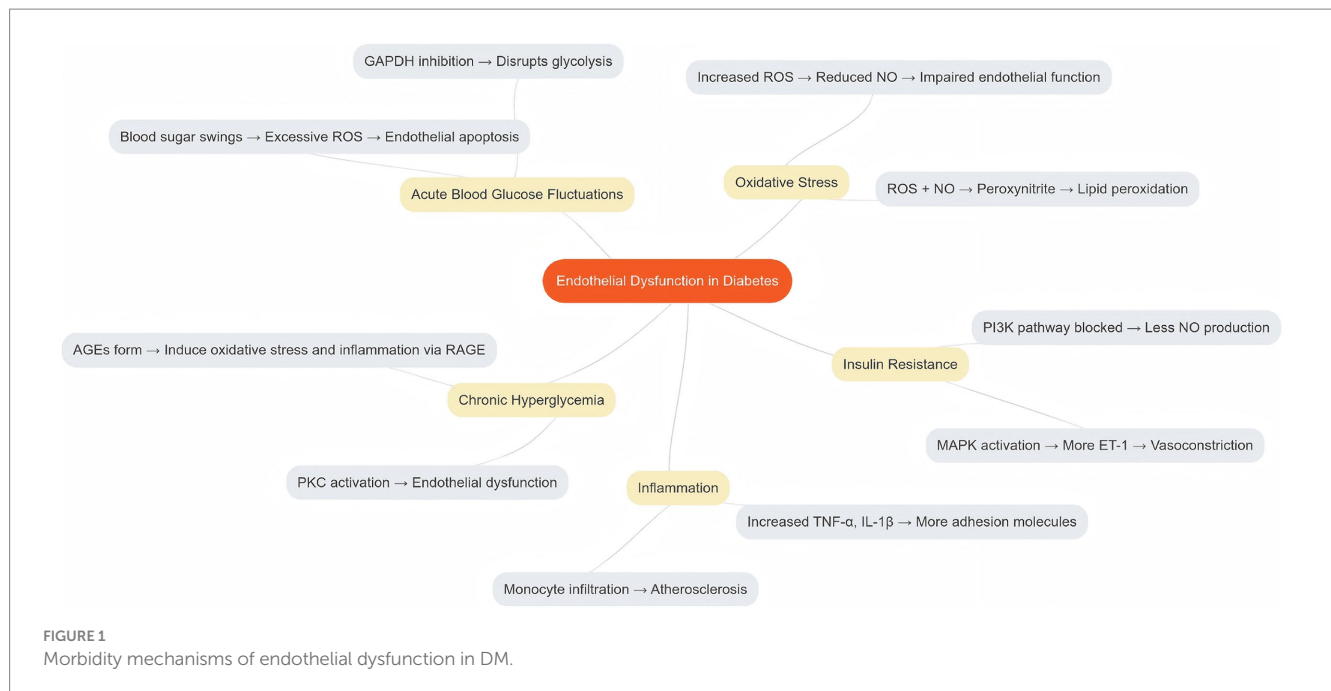 GAPDH inhibition → Disrupts glycolysis
Increased ROS → Reduced NO → Impaired endothelial function
Blood sugar swings → Excessive ROS → Endothelial apoptosis
Oxidative Stress
Acute Blood Glucose Fluctuations
ROS + NO → Peroxynitrite → Lipid peroxidation
Endothelial Dysfunction in Diabetes
PI3K pathway blocked → Less NO production
AGEs form → Induce oxidative stress and inflammation via RAGE
Insulin Resistance
Chronic Hyperglycemia
MAPK activation → More ET-1 → Vasoconstriction
PKC activation → Endothelial dysfunction
Inflammation
Increased TNF-α, IL-1β → More adhesion molecules
Monocyte infiltration → Atherosclerosis
FIGURE 1
Morbidity mechanisms of endothelial dysfunction in DM.